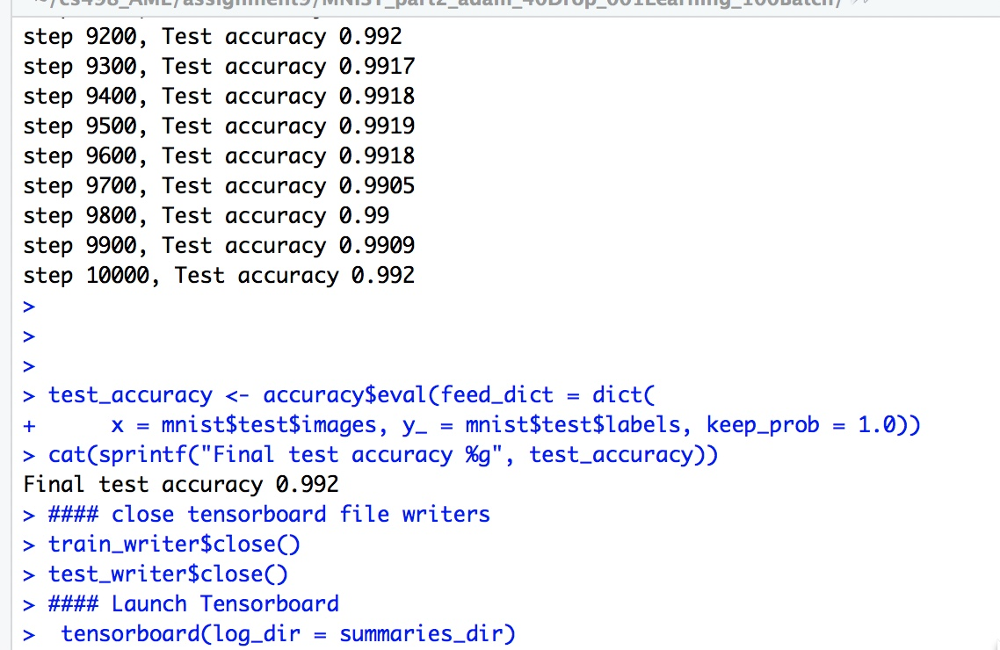 ~/cs498_AML/assignment9/MNIST_part2_adam_40Drop_001Learning_100Batch/
step 9200, Test accuracy 0.992
step 9300, Test accuracy 0.9917
step 9400, Test accuracy 0.9918
step 9500, Test accuracy 0.9919
step 9600, Test accuracy 0.9918
step 9700, Test accuracy 0.9905
step 9800, Test accuracy 0.99
step 9900, Test accuracy 0.9909
step 10000, Test accuracy 0.992
>
>
>
> test_accuracy <- accuracy$eval(feed_dict = dict(
+      x = mnist$test$images, y_ = mnist$test$labels, keep_prob = 1.0))
> cat(sprintf("Final test accuracy %g", test_accuracy))
Final test accuracy 0.992
> #### close tensorboard file writers
> train_writer$close()
> test_writer$close()
> #### Launch Tensorboard
>  tensorboard(log_dir = summaries_dir)